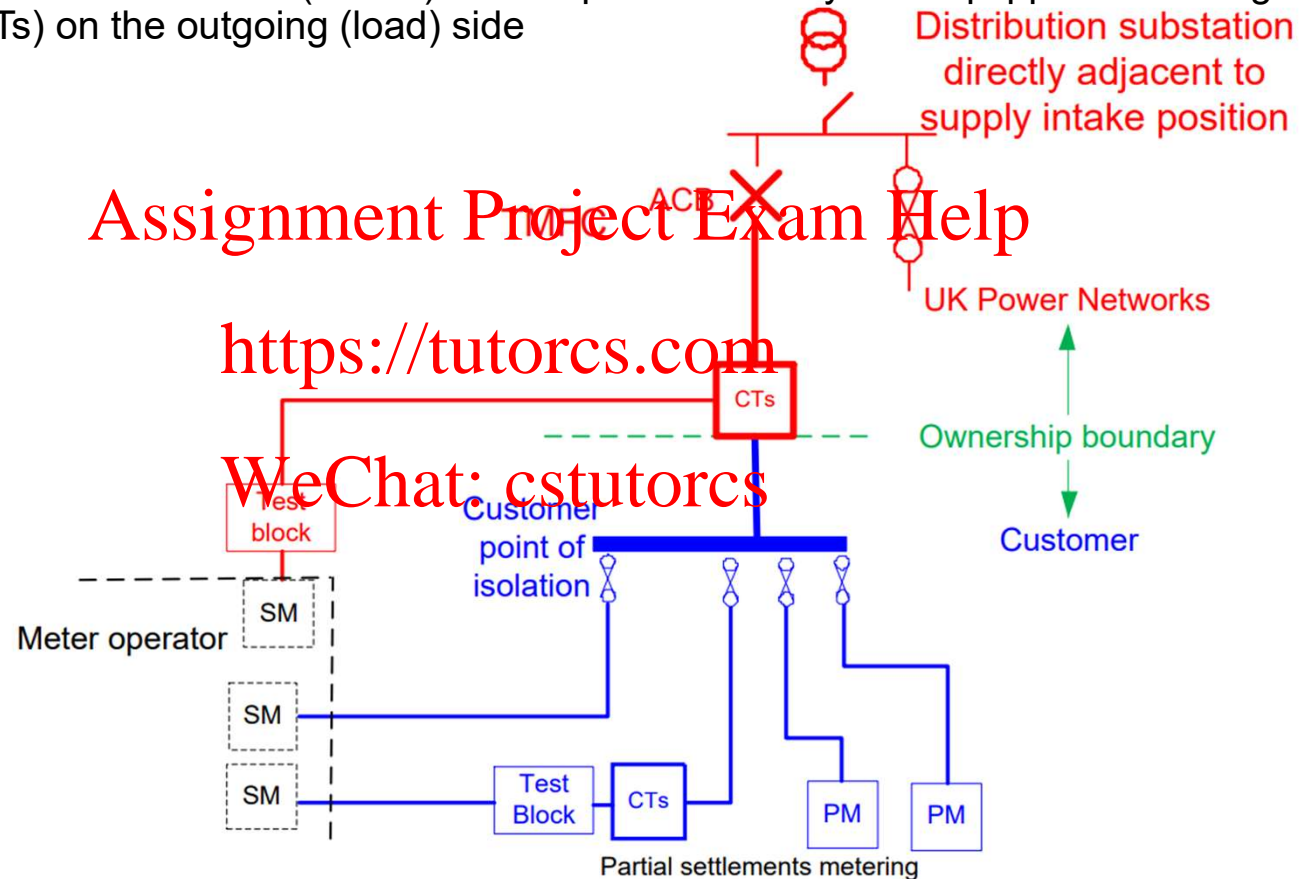 Ts) on the outgoing (load) side
Distribution substation
directly adjacent to
supply intake position
ACB
TMFC
Assignment Project Exam Help
UK Power Networks
https://tutorcs.com
CTs
Ownership boundary
WeChat: cstutorcs
Test
block
Customer
point of
isolation
Customer
SM
Meter operator
SM
SM
Test
Block
CTs
PM
PM
Partial settlements metering